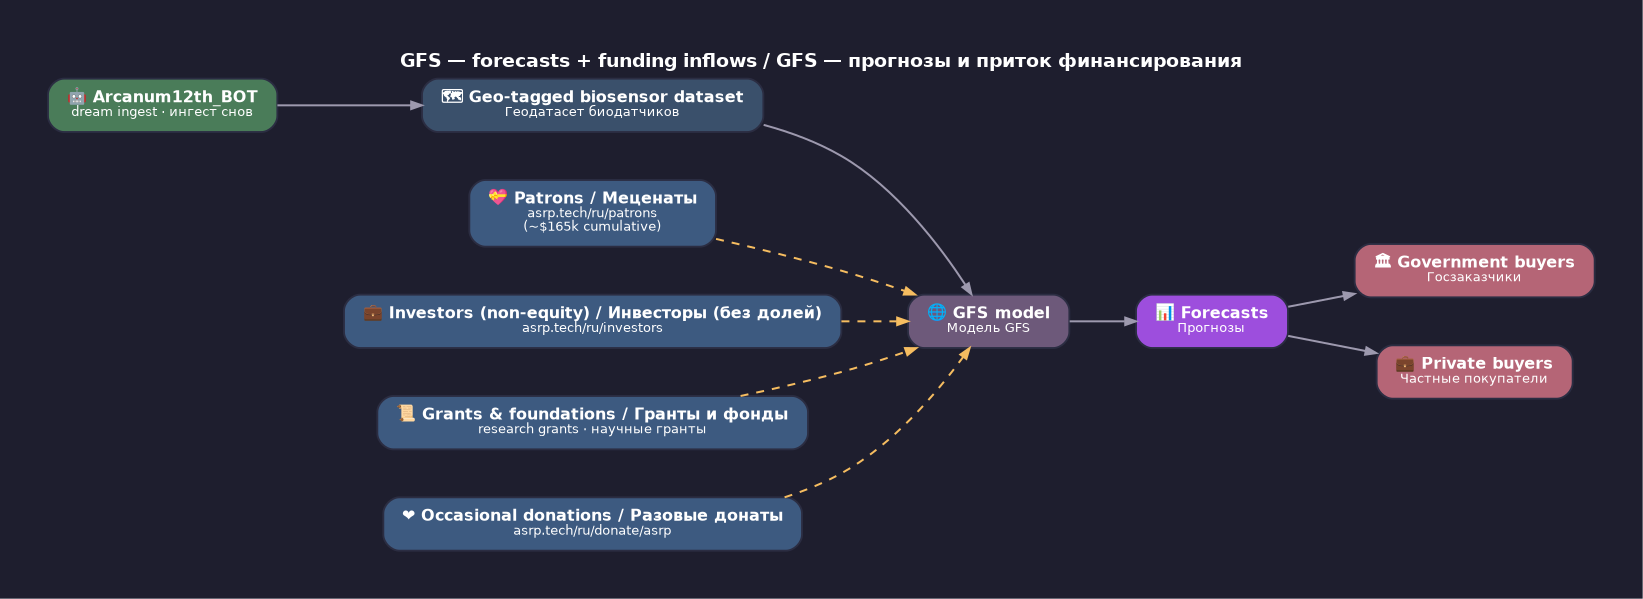 GFS — forecasts + funding inflows / GFS — прогнозы и приток финансирования
🤖 Arcanum12th_BOT
dream ingest · ингест снов
🗺 Geo-tagged biosensor dataset
Геодатасет биодатчиков
💝 Patrons / Меценаты
asrp.tech/ru/patrons
(~$165k cumulative)
💼 Investors (non-equity) / Инвесторы (без долей)
asrp.tech/ru/investors
📜 Grants & foundations / Гранты и фонды
research grants · научные гранты
❤ Occasional donations / Разовые донаты
asrp.tech/ru/donate/asrp
🌐 GFS model
Модель GFS
📊 Forecasts
Прогнозы
🏛 Government buyers
Госзаказчики
💼 Private buyers
Частные покупатели